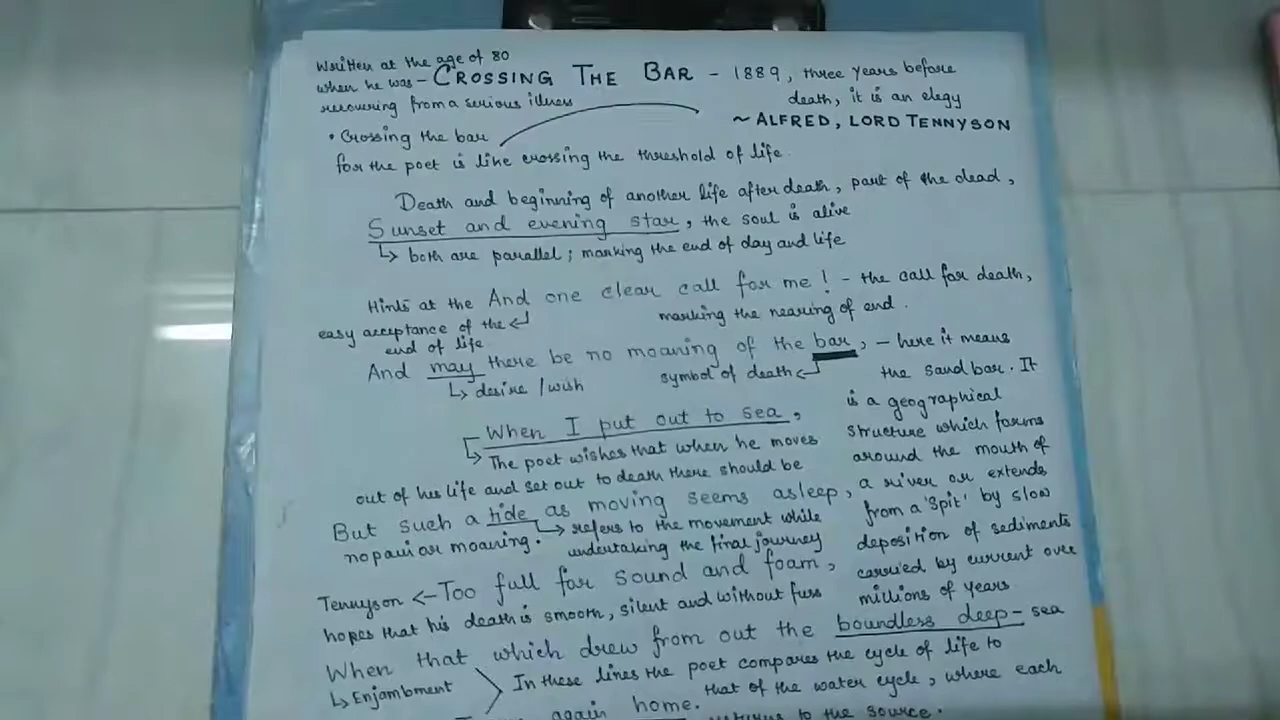 Written at the age of 80
when he was – CROSSING THE BAR – 1889, three years before
recovering from a serious illness death, it is an elegy
• Crossing the bar ~ ALFRED, LORD TENNYSON
for the poet is like crossing the threshold of life.
Death and beginning of another life after death, part of the dead,
Sunset and evening star, the soul is alive
↳ both are parallel; marking the end of day and life
Hints at the And one clear call for me! – the call for death,
easy acceptance of the ↵ marking the nearing of end.
end of life
And may there be no moaning of the bar, – here it means
↳ desire / wish symbol of death ↵ the sand bar. It
is a geographical
When I put out to sea, structure which forms
↳ The poet wishes that when he moves around the mouth of
out of his life and set out to death there should be a river or extends
But such a tide as moving seems asleep, from a 'spit' by slow
no pain or moaning. ↳ refers to the movement while deposition of sediments
undertaking the final journey carried by current over
Tennyson ← Too full for sound and foam, millions of years
hopes that his death is smooth, silent and without fuss
When that which drew from out the boundless deep – sea
↳ Enjambment In these lines the poet compares the cycle of life to
that of the water cycle, where each
again home. returns to the source.